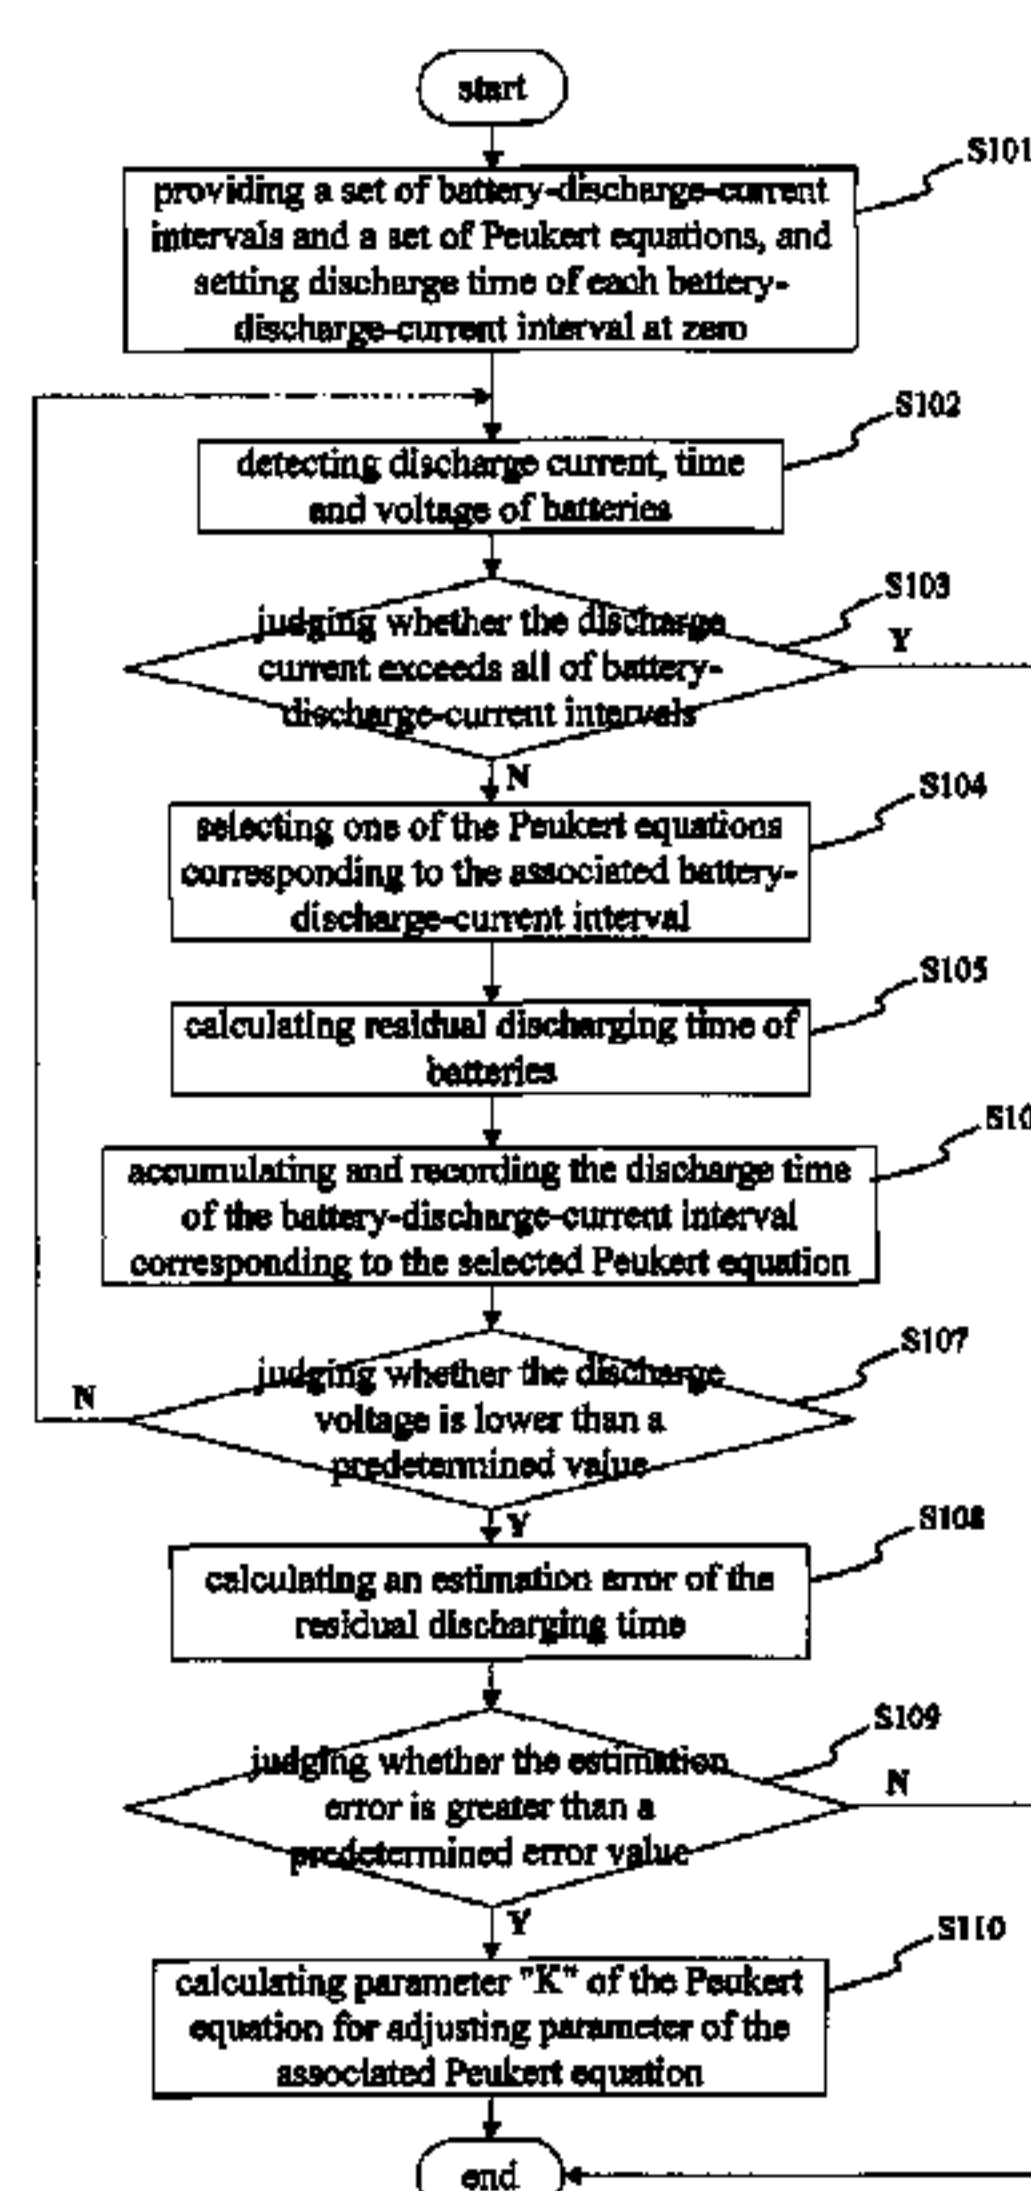 start
S101
providing a set of battery-discharge-current
intervals and a set of Peukert equations, and
setting discharge time of each battery-
discharge-current interval at zero
S102
detecting discharge current, time
and voltage of batteries
S103
Y
judging whether the discharge
current exceeds all of battery-
discharge-current intervals
N
S104
selecting one of the Peukert equations
corresponding to the associated battery-
discharge-current interval
S105
calculating residual discharging time of
batteries
S10
accumulating and recording the discharge time
of the battery-discharge-current interval
corresponding to the selected Peukert equation
S107
judging whether the discharge
voltage is lower than a
predetermined value
N
Y
S108
calculating an estimation error of the
residual discharging time
S109
N
judging whether the estimation
error is greater than a
predetermined error value
Y
S110
calculating parameter "K" of the Peukert
equation for adjusting parameter of the
associated Peukert equation
end